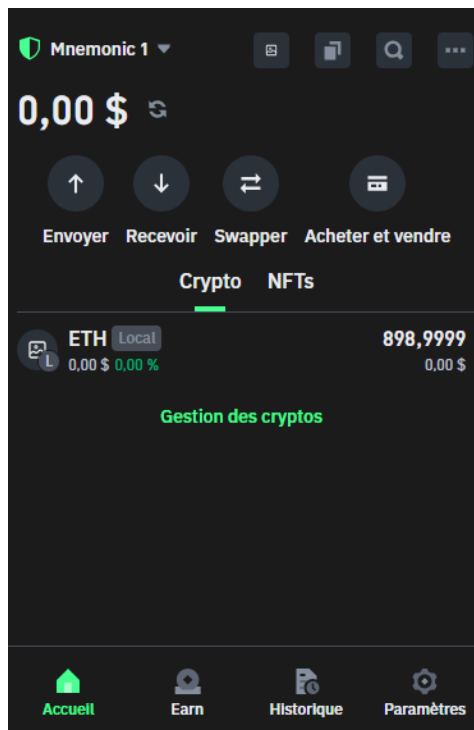 Mnemonic 1
0,00 $
Envoyer Recevoir Swapper Acheter et vendre
Crypto NFTs
ETH Local 898,9999
L 0,00 $ 0,00 % 0,00 $
Gestion des cryptos
Accueil Earn Historique Paramètres